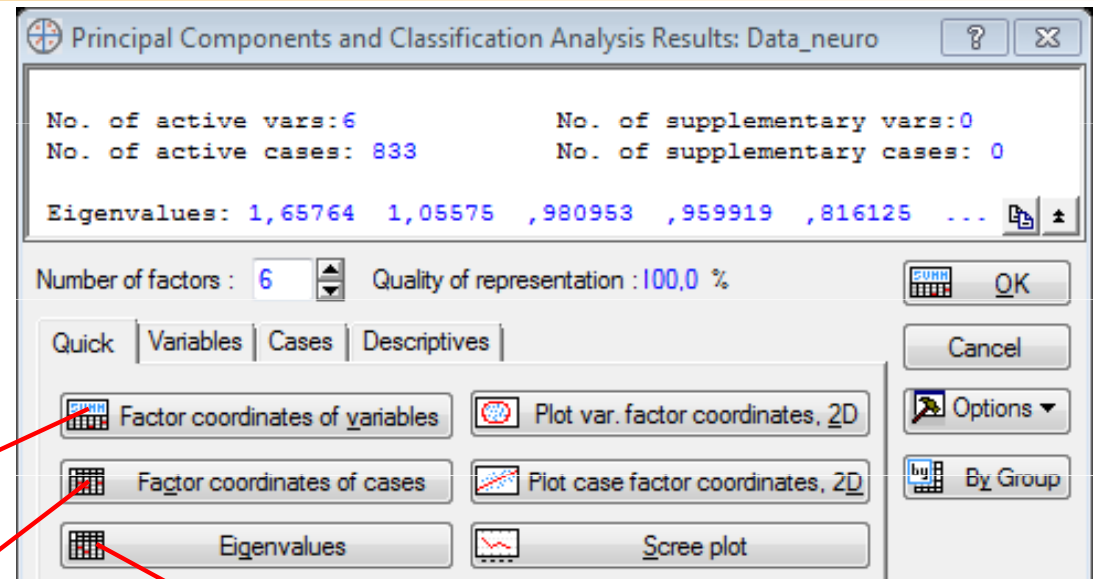 Principal Components and Classification Analysis Results: Data_neuro
No. of active vars:6 No. of supplementary vars:0
No. of active cases: 833 No. of supplementary cases: 0
Eigenvalues: 1,65764 1,05575 ,980953 ,959919 ,816125 ...
Number of factors : 6 Quality of representation : 100,0 %
OK
Quick Variables Cases Descriptives
Cancel
Factor coordinates of variables Plot var. factor coordinates, 2D
Options
Factor coordinates of cases Plot case factor coordinates, 2D
By Group
Eigenvalues Scree plot